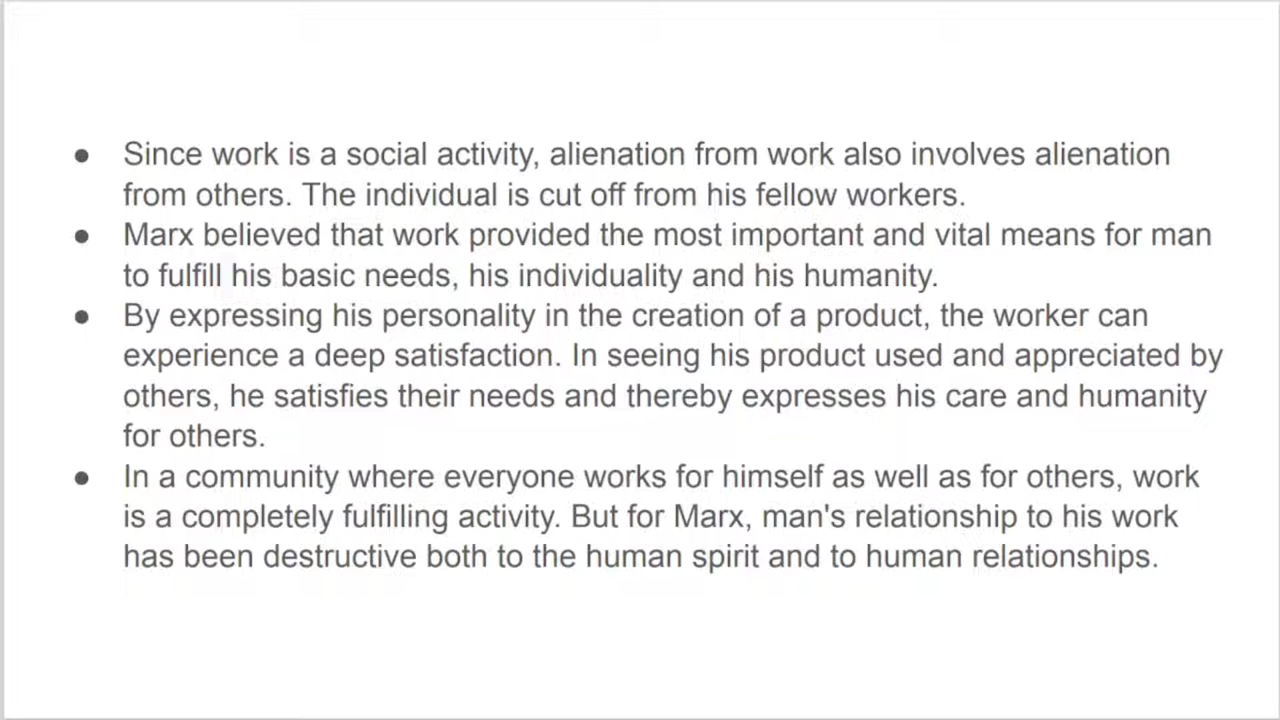 ● Since work is a social activity, alienation from work also involves alienation
from others. The individual is cut off from his fellow workers.
● Marx believed that work provided the most important and vital means for man
to fulfill his basic needs, his individuality and his humanity.
● By expressing his personality in the creation of a product, the worker can
experience a deep satisfaction. In seeing his product used and appreciated by
others, he satisfies their needs and thereby expresses his care and humanity
for others.
● In a community where everyone works for himself as well as for others, work
is a completely fulfilling activity. But for Marx, man's relationship to his work
has been destructive both to the human spirit and to human relationships.